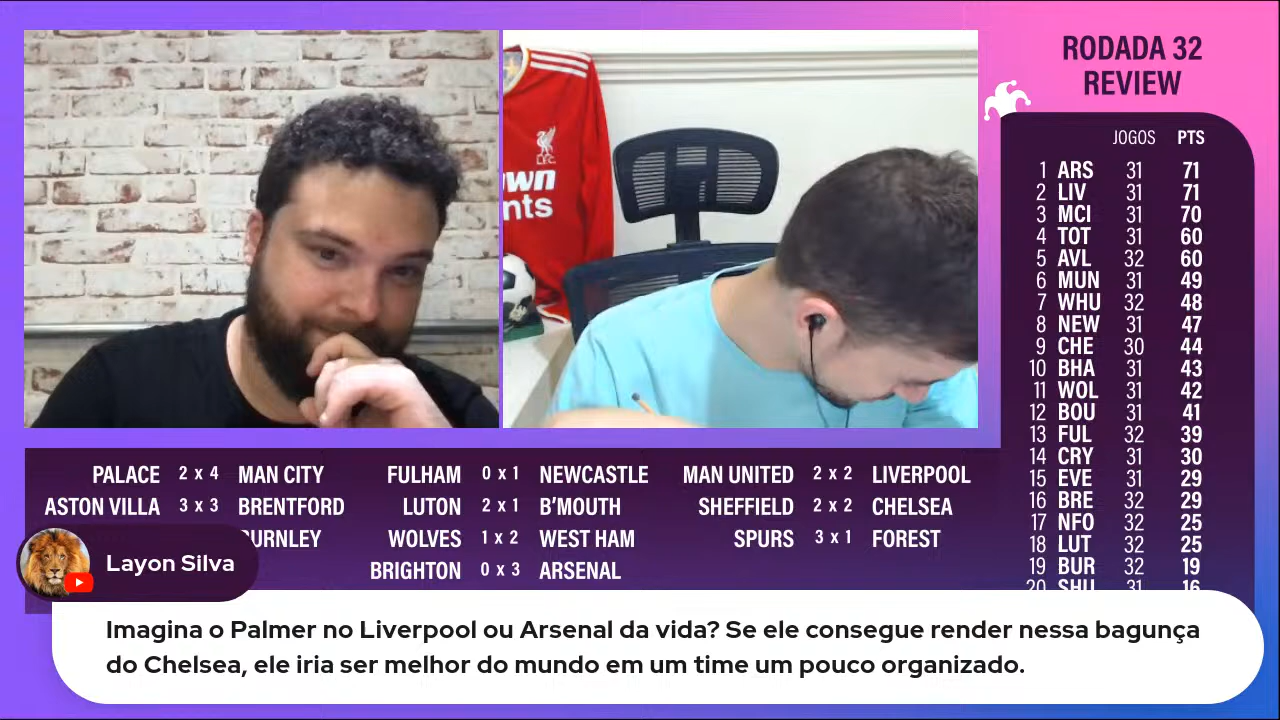 RODADA 32
REVIEW
JOGOS PTS
1 ARS 31 71
2 LIV 31 71
3 MCI 31 70
4 TOT 31 60
5 AVL 32 60
6 MUN 31 49
7 WHU 32 48
8 NEW 31 47
9 CHE 30 44
10 BHA 31 43
11 WOL 31 42
12 BOU 31 41
13 FUL 32 39
14 CRY 31 30
15 EVE 31 29
16 BRE 32 29
17 NFO 32 25
18 LUT 32 25
19 BUR 32 19
20 SHU 31 16
L.F.C.
wn
nts
PALACE 2 x 4 MAN CITY FULHAM 0 x 1 NEWCASTLE MAN UNITED 2 x 2 LIVERPOOL
ASTON VILLA 3 x 3 BRENTFORD LUTON 2 x 1 B'MOUTH SHEFFIELD 2 x 2 CHELSEA
BURNLEY WOLVES 1 x 2 WEST HAM SPURS 3 x 1 FOREST
BRIGHTON 0 x 3 ARSENAL
Layon Silva
Imagina o Palmer no Liverpool ou Arsenal da vida? Se ele consegue render nessa bagunça
do Chelsea, ele iria ser melhor do mundo em um time um pouco organizado.